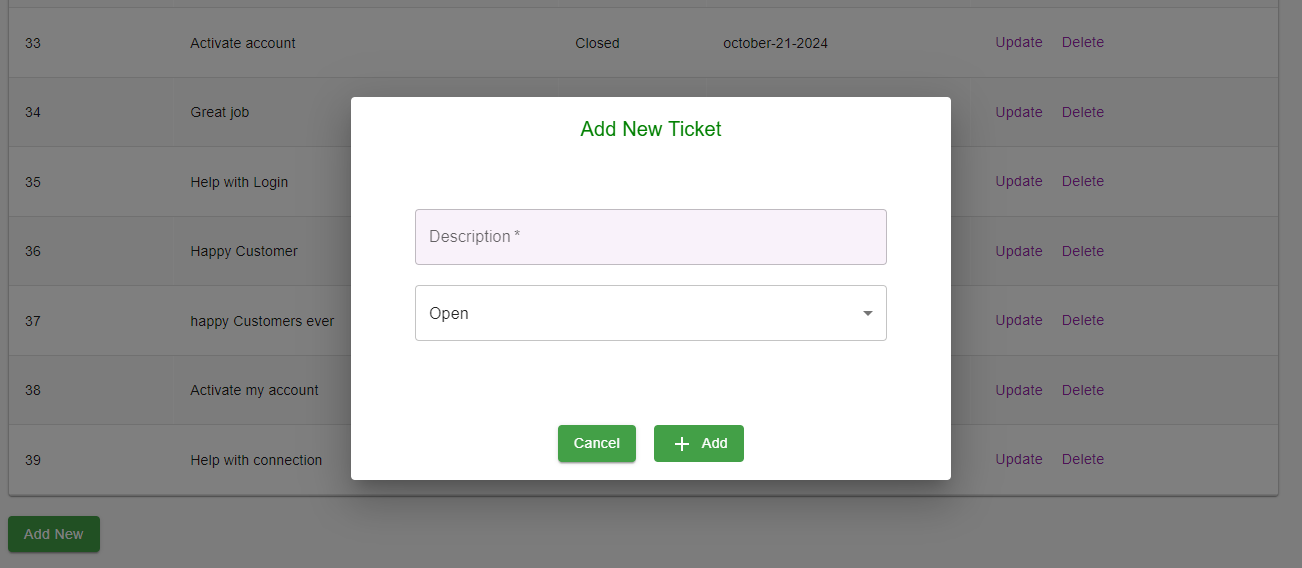 33 Activate account Closed october-21-2024 Update Delete
34 Great job Update Delete
Add New Ticket
35 Help with Login Update Delete
Description *
36 Happy Customer Update Delete
Open
37 happy Customers ever Update Delete
38 Activate my account Update Delete
Cancel + Add
39 Help with connection Update Delete
Add New